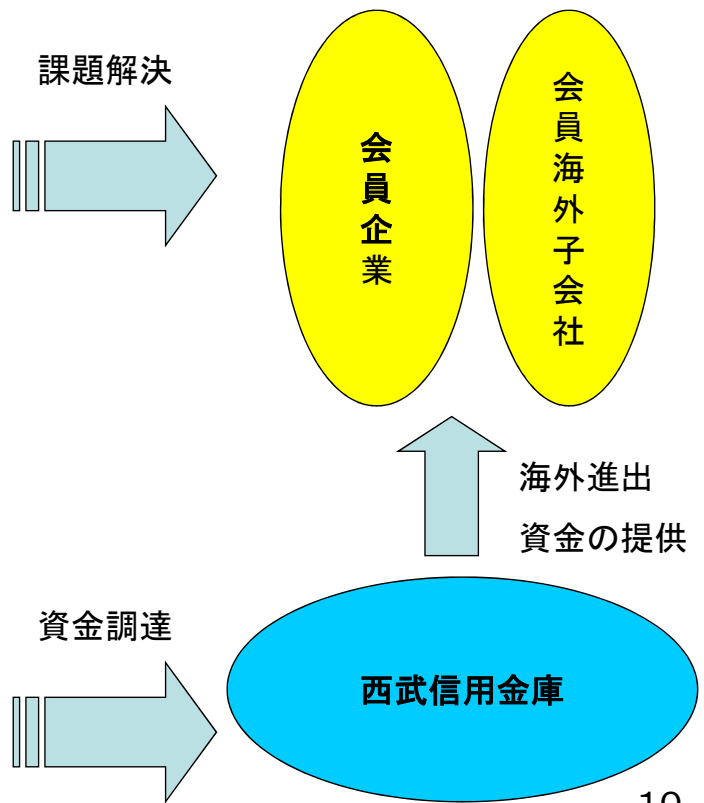 課題解決
会員企業
会員海外子会社
海外進出
資金の提供
資金調達
西武信用金庫